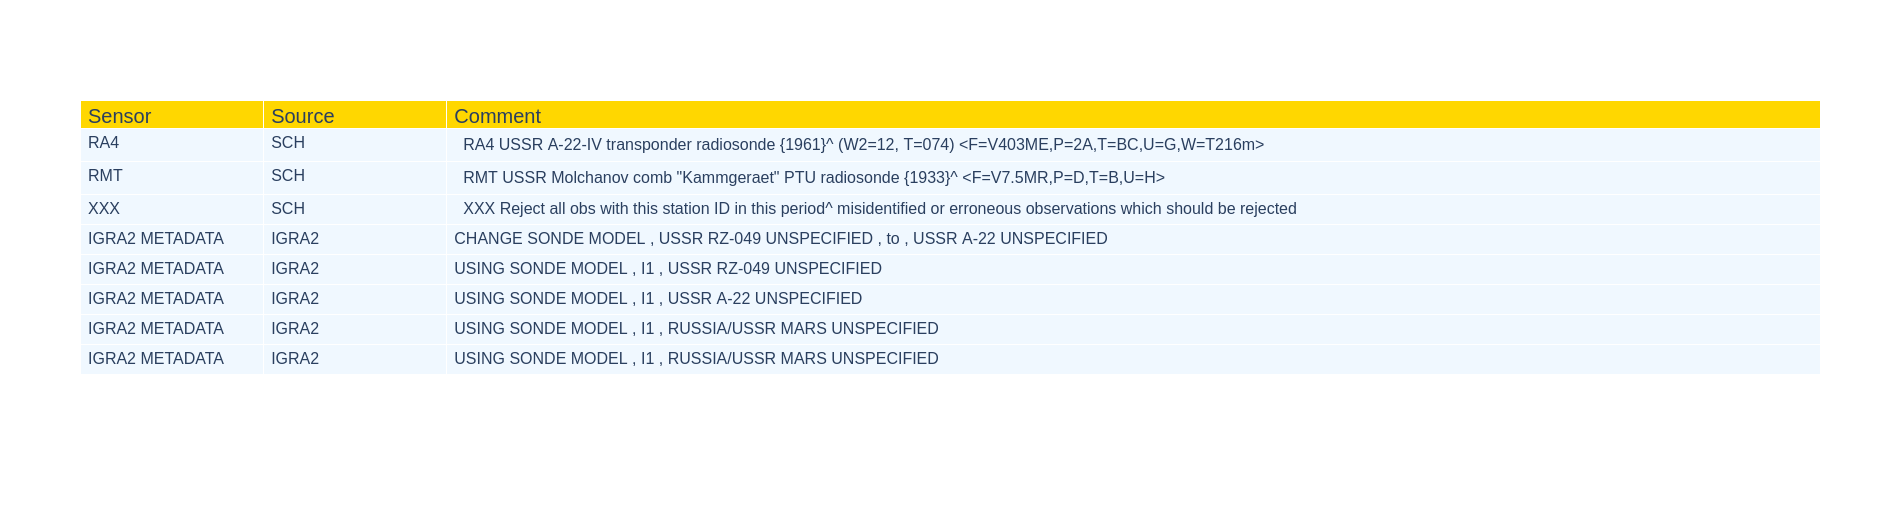 Sensor Source Comment
RA4 SCH RA4 USSR A-22-IV transponder radiosonde {1961}^ (W2=12, T=074) <F=V403ME,P=2A,T=BC,U=G,W=T216m>
RMT SCH RMT USSR Molchanov comb "Kammgeraet" PTU radiosonde {1933}^ <F=V7.5MR,P=D,T=B,U=H>
XXX SCH XXX Reject all obs with this station ID in this period^ misidentified or erroneous observations which should be rejected
IGRA2 METADATA IGRA2 CHANGE SONDE MODEL , USSR RZ-049 UNSPECIFIED , to , USSR A-22 UNSPECIFIED
IGRA2 METADATA IGRA2 USING SONDE MODEL , I1 , USSR RZ-049 UNSPECIFIED
IGRA2 METADATA IGRA2 USING SONDE MODEL , I1 , USSR A-22 UNSPECIFIED
IGRA2 METADATA IGRA2 USING SONDE MODEL , I1 , RUSSIA/USSR MARS UNSPECIFIED
IGRA2 METADATA IGRA2 USING SONDE MODEL , I1 , RUSSIA/USSR MARS UNSPECIFIED